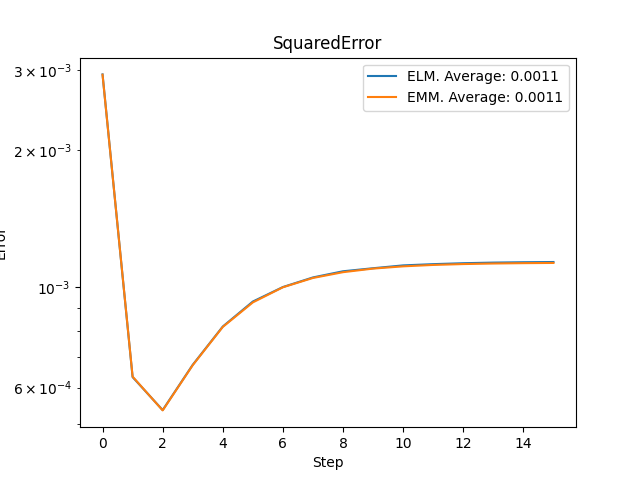 SquaredError
ELM. Average: 0.0011
EMM. Average: 0.0011
3 × 10⁻³
2 × 10⁻³
10⁻³
6 × 10⁻⁴
Error
0 2 4 6 8 10 12 14
Step